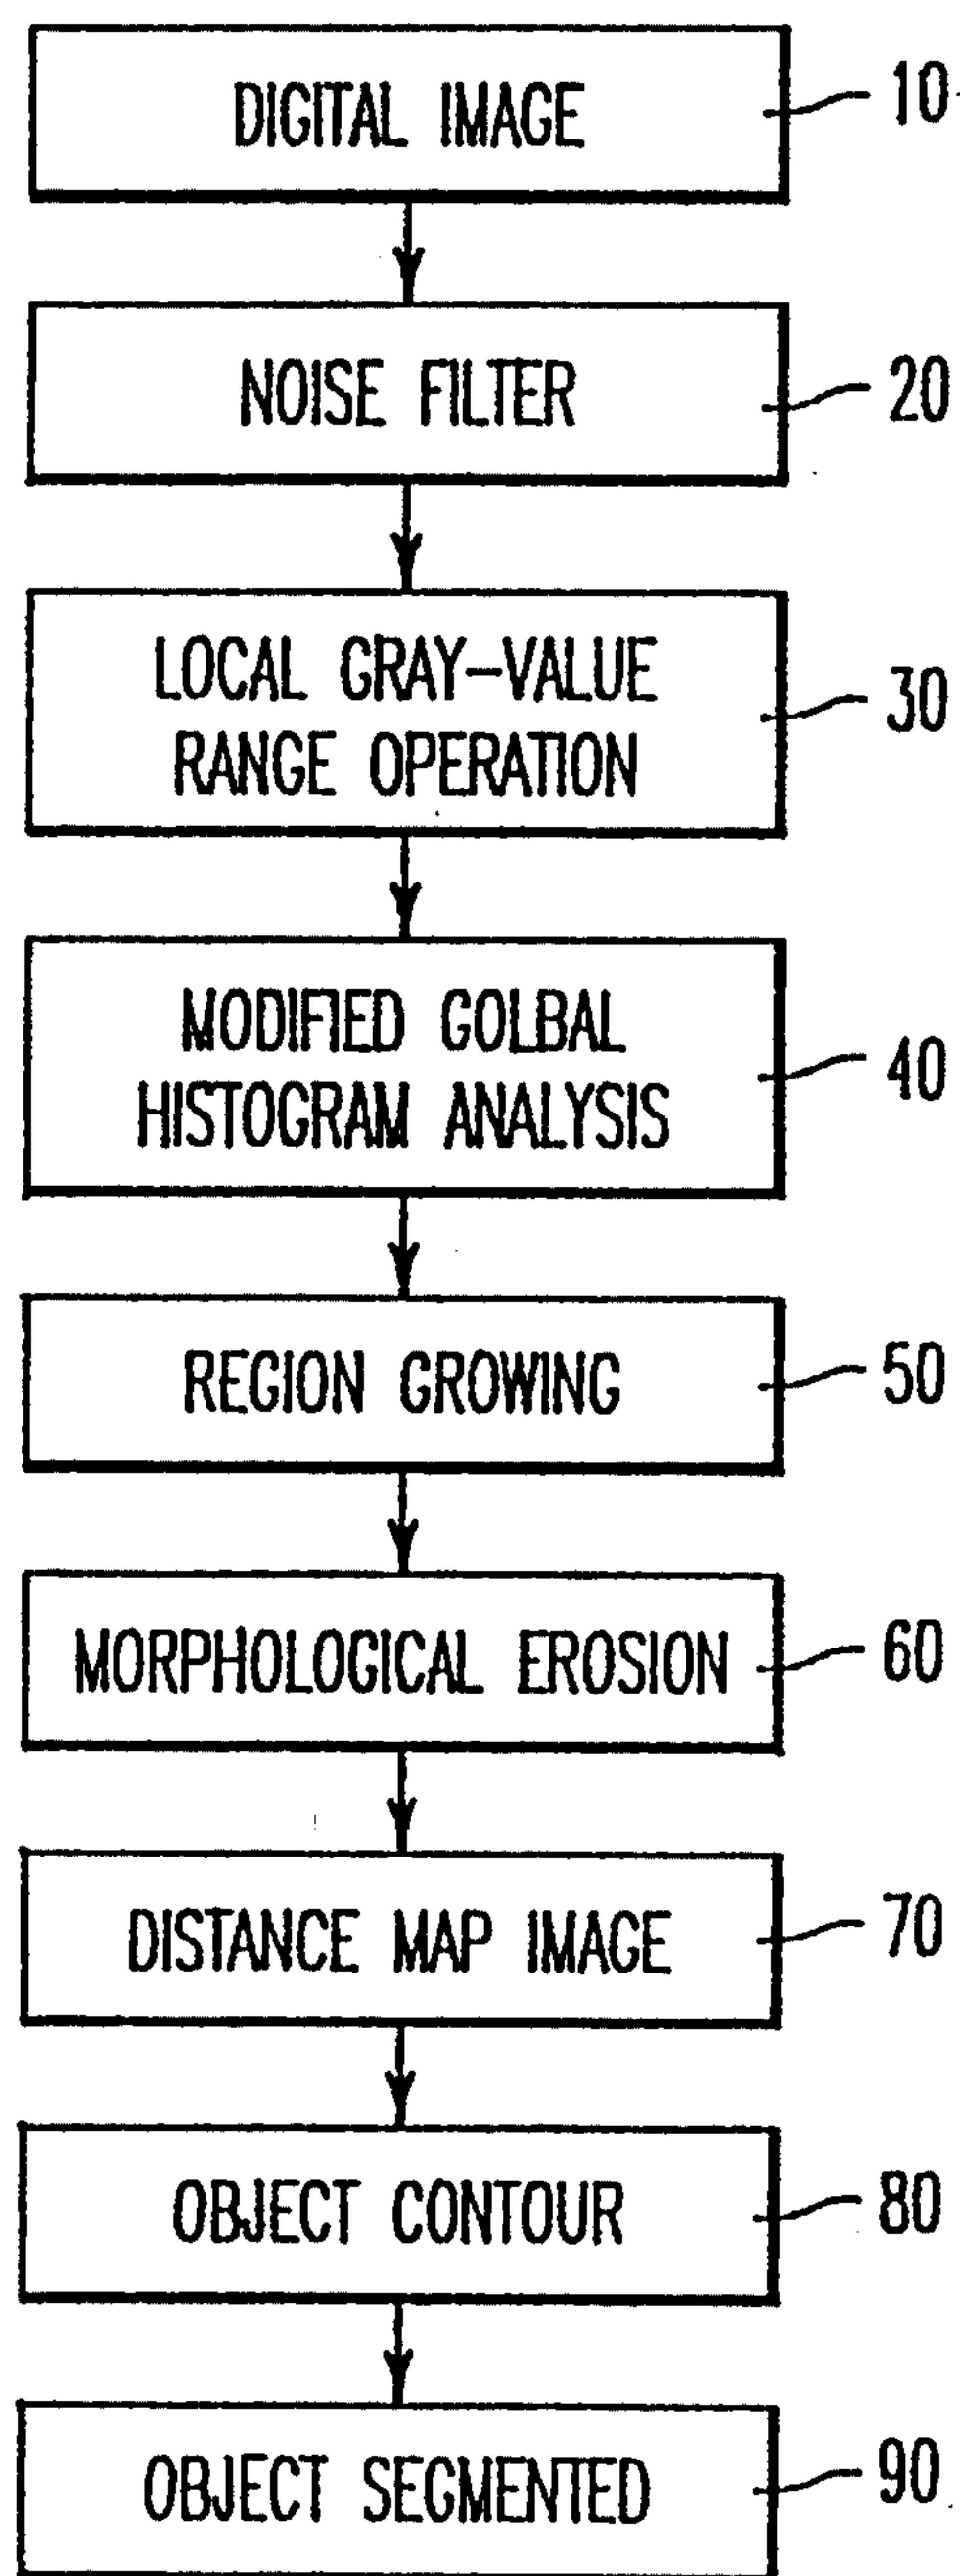 DIGITAL IMAGE
10
NOISE FILTER
20
LOCAL GRAY-VALUE
RANGE OPERATION
30
MODIFIED GOLBAL
HISTOGRAM ANALYSIS
40
REGION GROWING
50
MORPHOLOGICAL EROSION
60
DISTANCE MAP IMAGE
70
OBJECT CONTOUR
80
OBJECT SEGMENTED
90